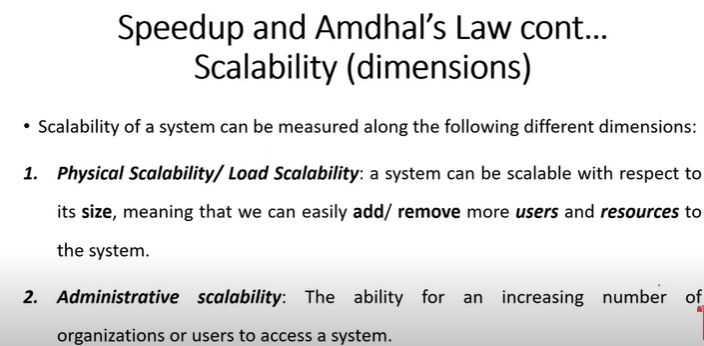 Speedup and Amdhal's Law cont...
Scalability (dimensions)
• Scalability of a system can be measured along the following different dimensions:
1. Physical Scalability/ Load Scalability: a system can be scalable with respect to
its size, meaning that we can easily add/ remove more users and resources to
the system.
2. Administrative scalability: The ability for an increasing number of
organizations or users to access a system.